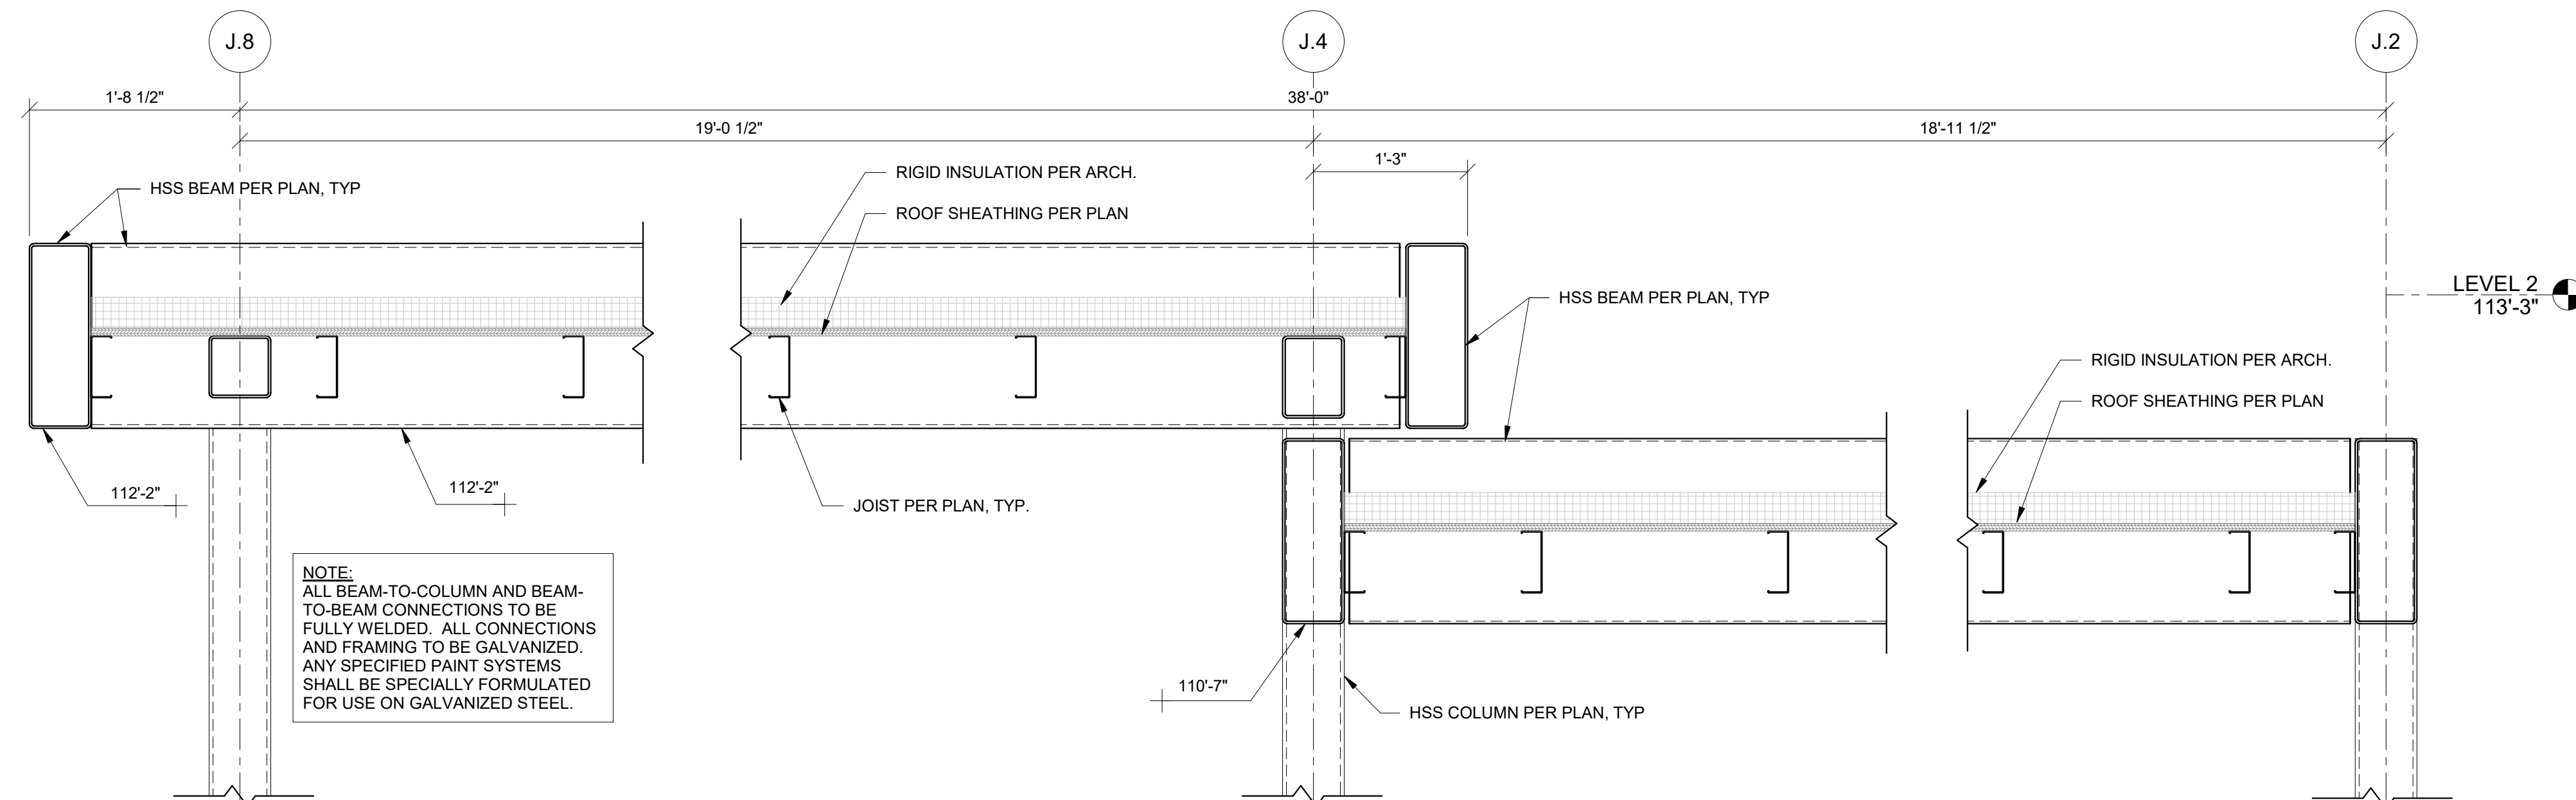 J.8
J.4
J.2
1'-8 1/2"
38'-0"
19'-0 1/2"
18'-11 1/2"
1'-3"
HSS BEAM PER PLAN, TYP
RIGID INSULATION PER ARCH.
ROOF SHEATHING PER PLAN
LEVEL 2
113'-3"
HSS BEAM PER PLAN, TYP
RIGID INSULATION PER ARCH.
ROOF SHEATHING PER PLAN
112'-2"
112'-2"
JOIST PER PLAN, TYP.
NOTE:
ALL BEAM-TO-COLUMN AND BEAM-
TO-BEAM CONNECTIONS TO BE
FULLY WELDED.  ALL CONNECTIONS
AND FRAMING TO BE GALVANIZED.
ANY SPECIFIED PAINT SYSTEMS
SHALL BE SPECIALLY FORMULATED
FOR USE ON GALVANIZED STEEL.
110'-7"
HSS COLUMN PER PLAN, TYP